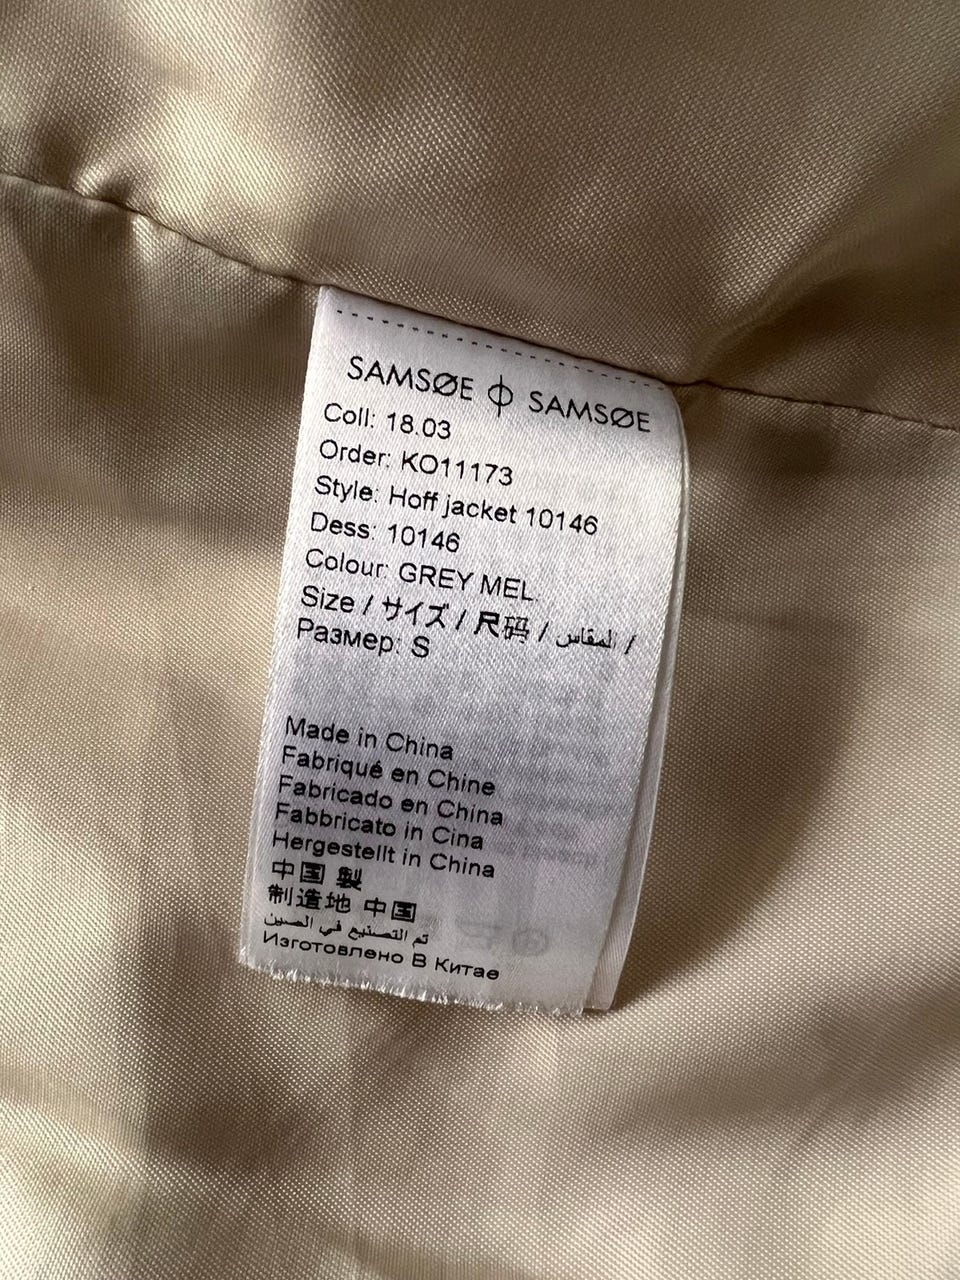 SAMSØE φ SAMSØE
Coll: 18.03
Order: KO11173
Style: Hoff jacket 10146
Dess: 10146
Colour: GREY MEL.
Size / サイズ / 尺码 / المقاس /
Размер: S
Made in China
Fabriqué en Chine
Fabricado en China
Fabbricato in Cina
Hergestellt in China
中国 製
制造地 中国
تم التصنيع في الصين
Изготовлено В Китае